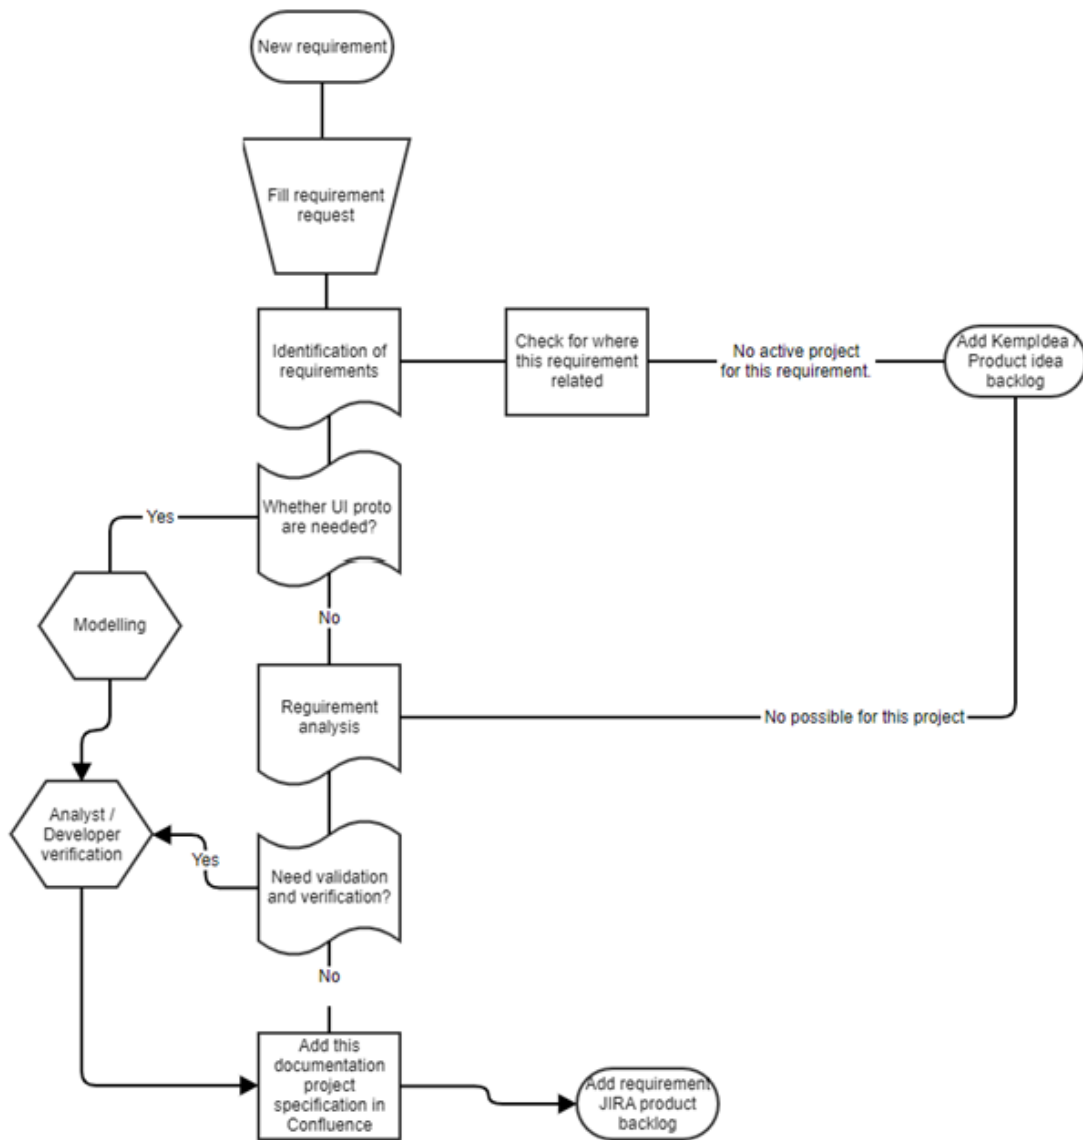 New requirement
Fill requirement
request
Identification of
requirements
Check for where
this requirement
related
No active project
for this requirement.
Add KempIdea /
Product idea
backlog
Whether UI proto
are needed?
Yes
No
Modelling
Reguirement
analysis
No possible for this project
Analyst /
Developer
verification
Yes
Need validation
and verification?
No
Add this
documentation
project
specification in
Confluence
Add requirement
JIRA product
backlog